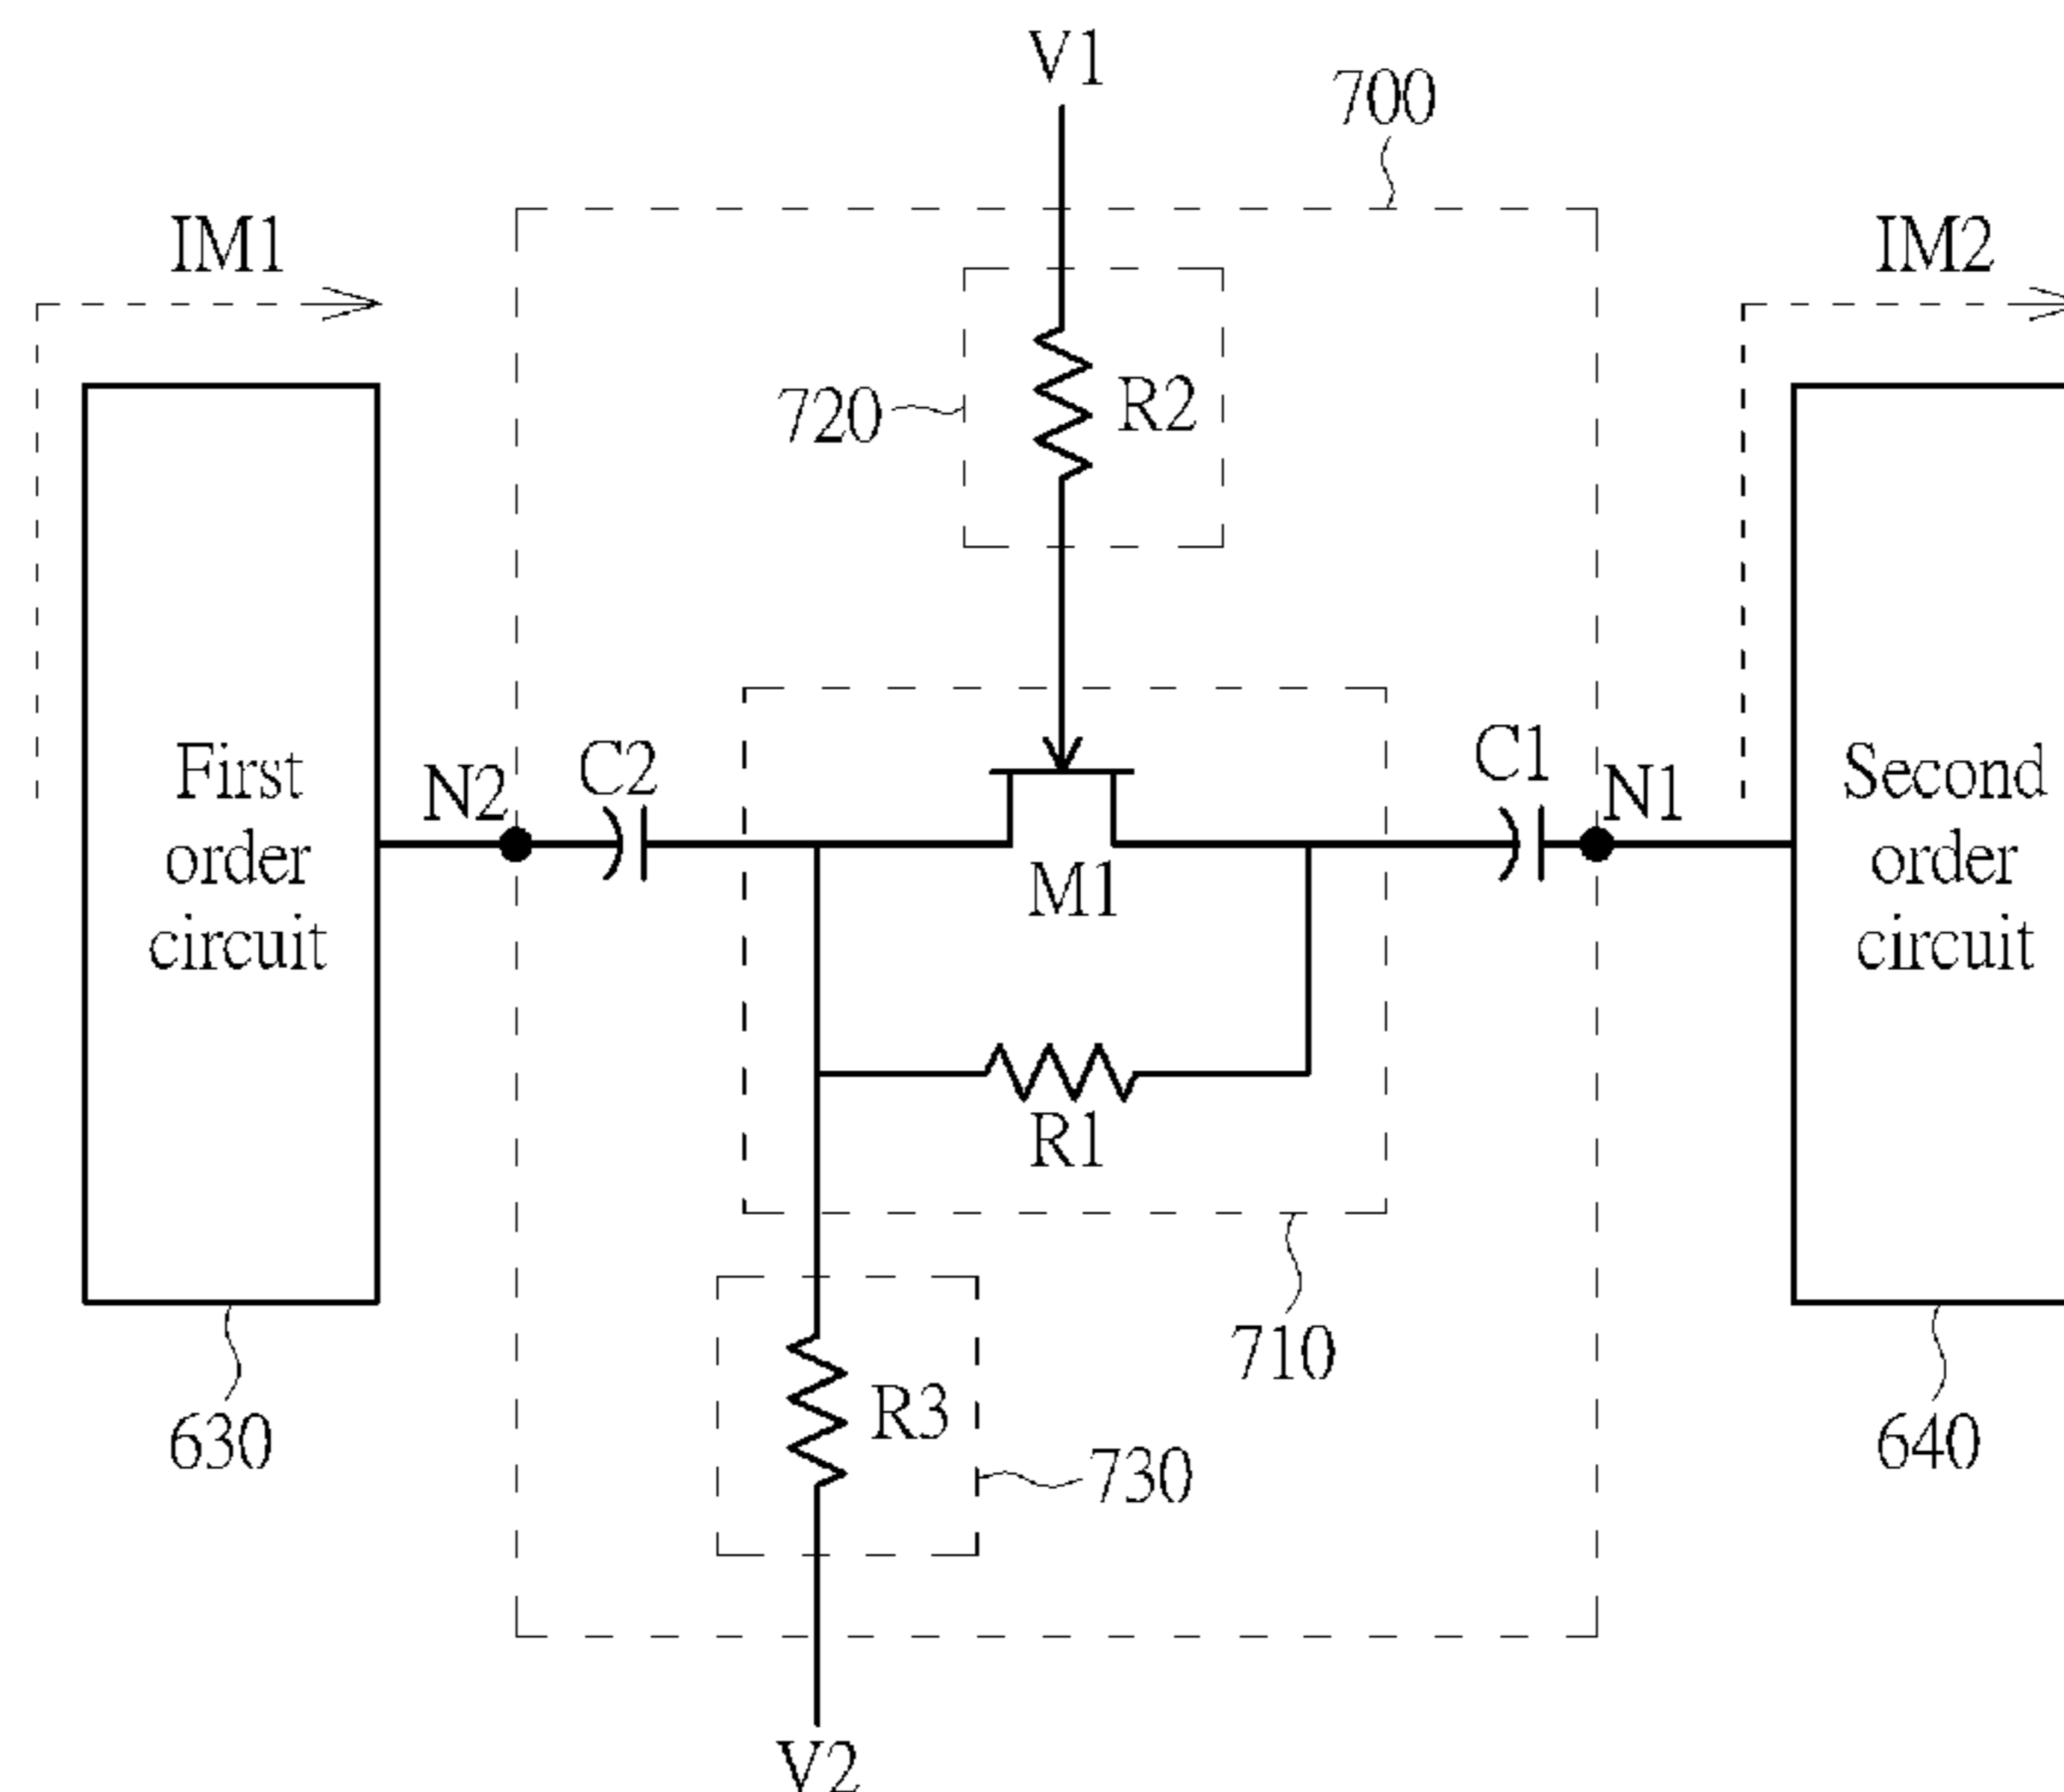 V1
700
IM1
IM2
720
R2
N2
C2
C1
N1
First
order
circuit
M1
Second
order
circuit
R1
710
R3
730
630
640
V2